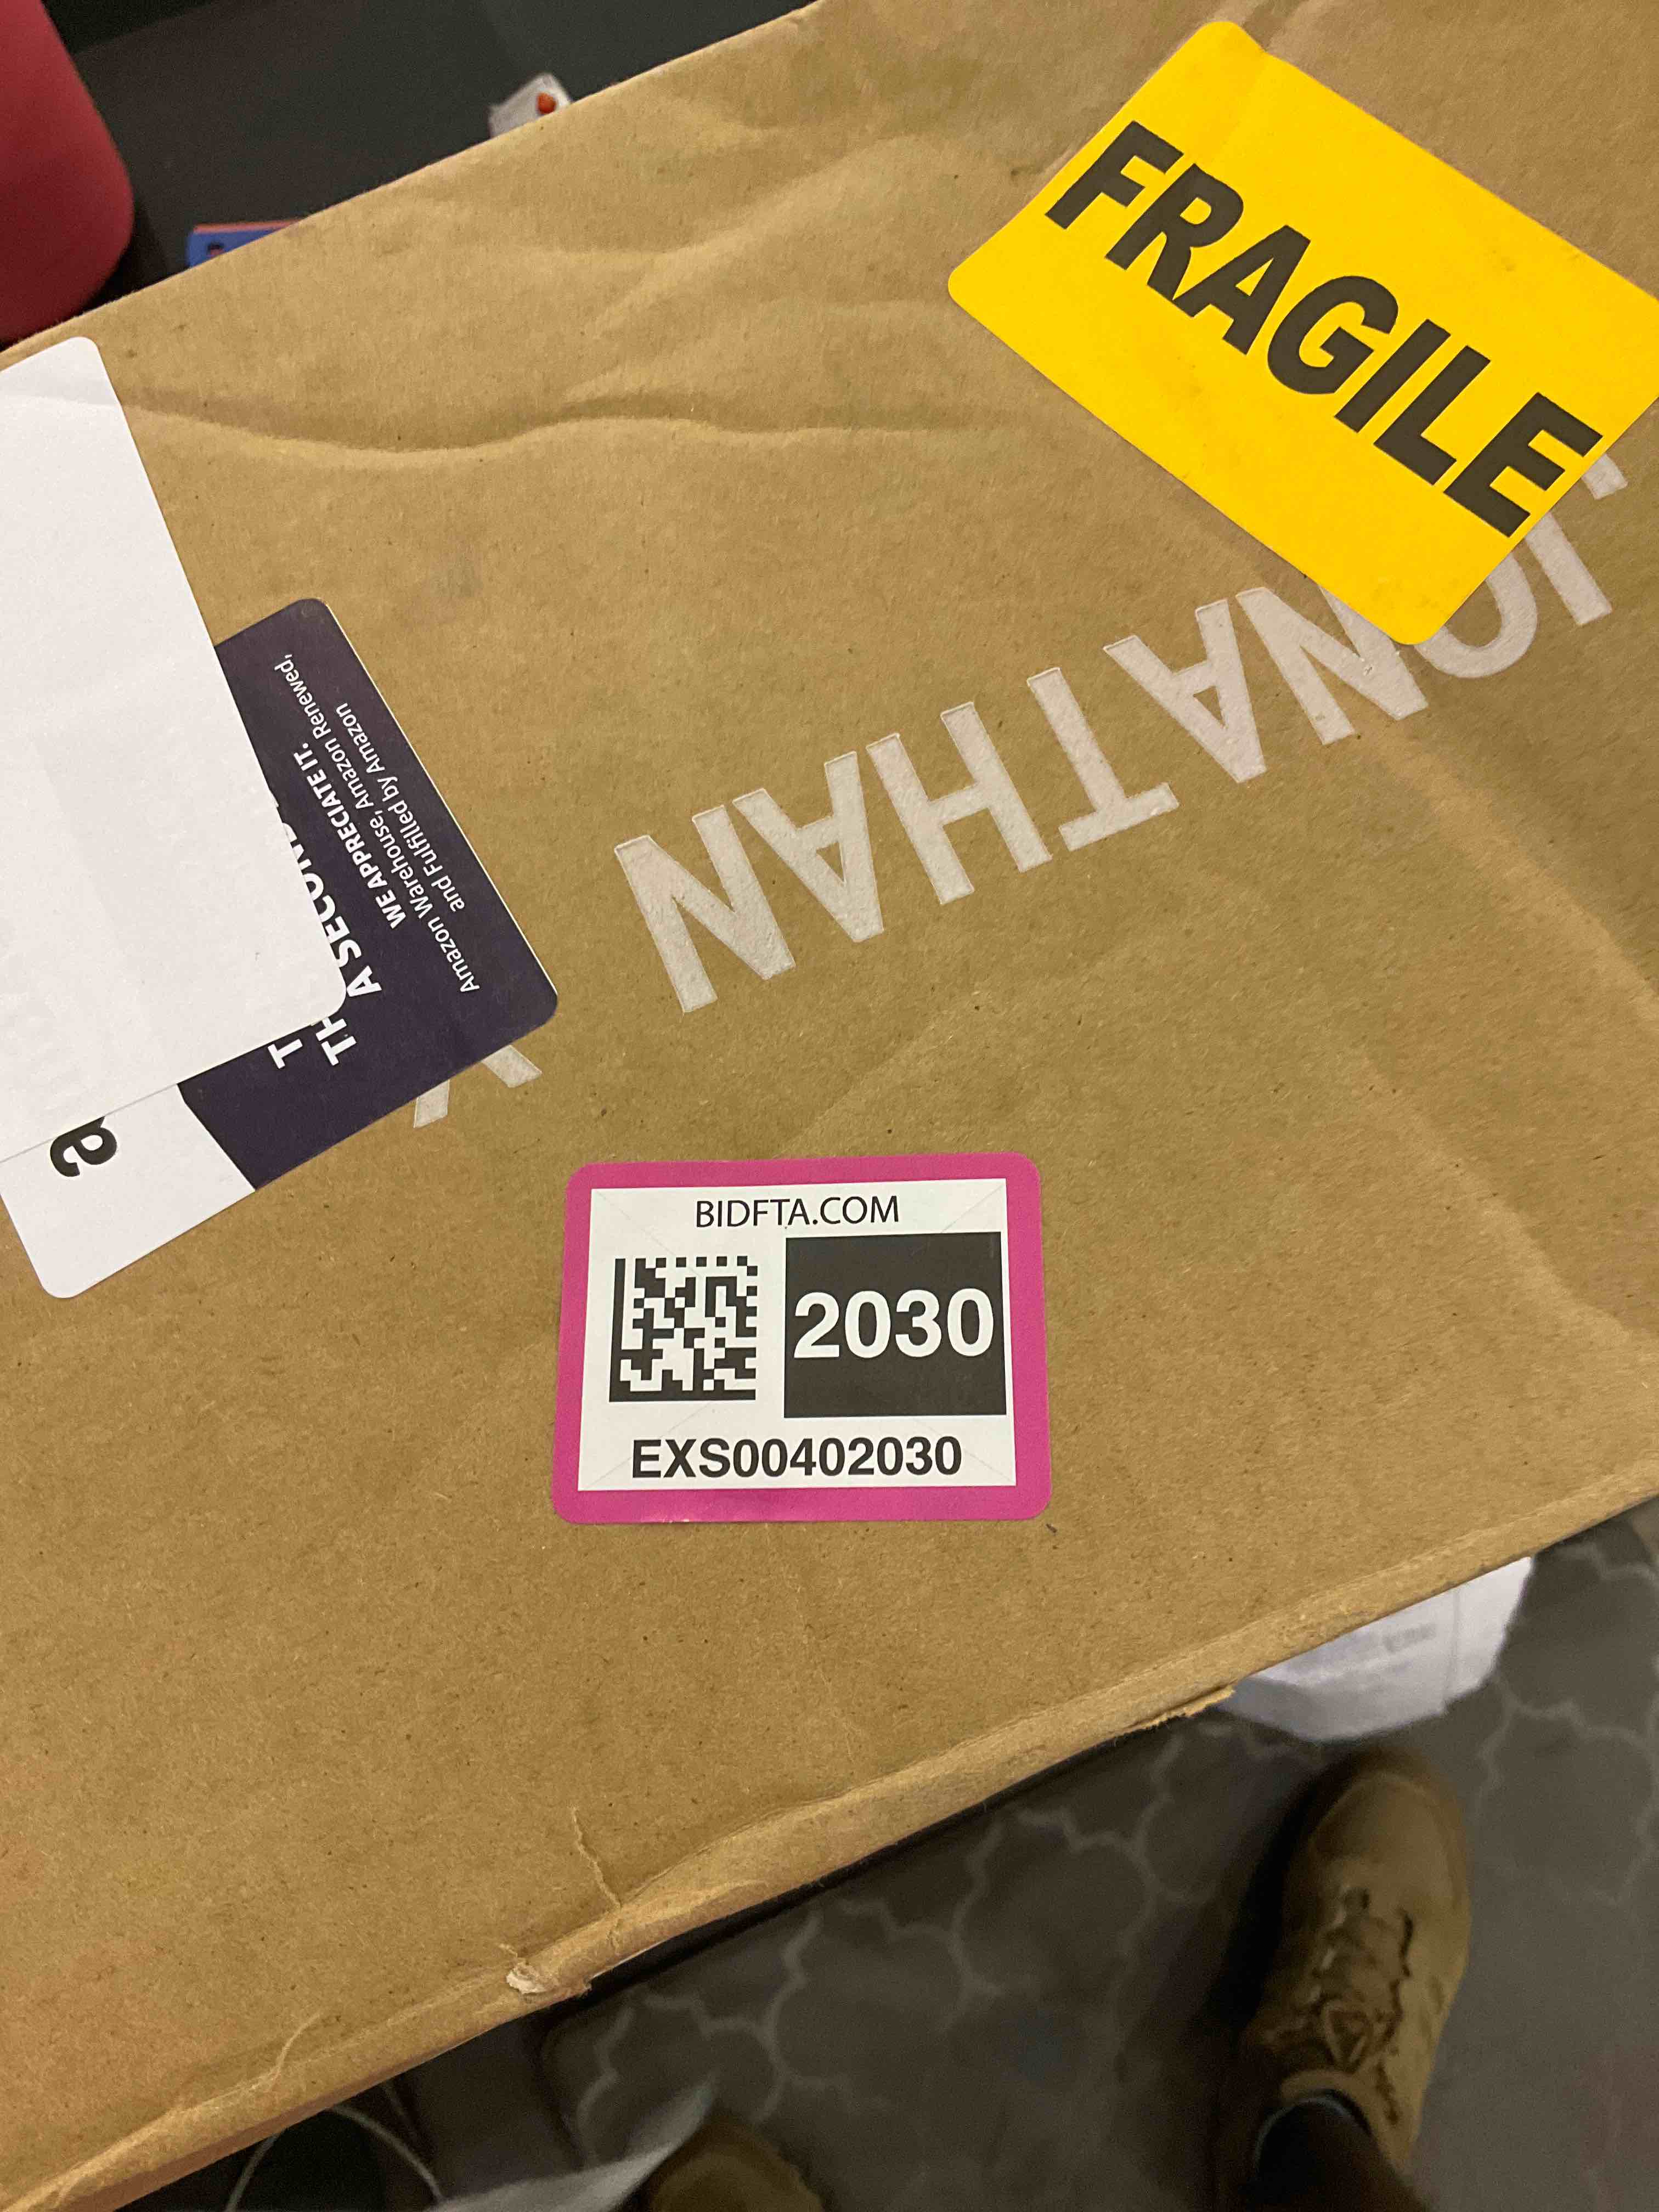 FRAGILE
JONATHAN
Y
a
A SECOND
WE APPRECIATE IT.
Amazon Warehouse, Amazon Renewed,
and Fulfilled by Amazon
BIDFTA.COM
2030
EXS00402030